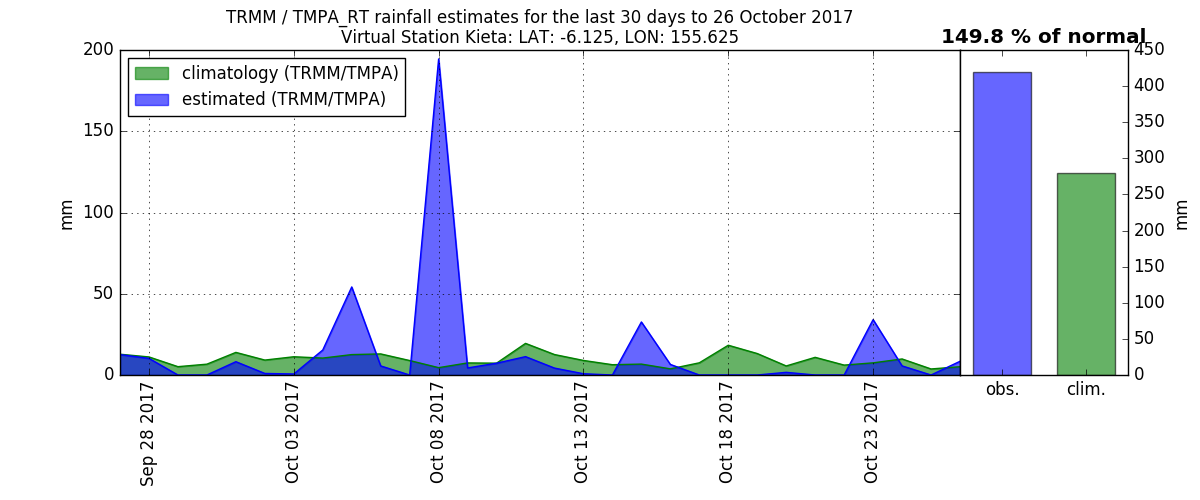 TRMM / TMPA_RT rainfall estimates for the last 30 days to 26 October 2017
Virtual Station Kieta: LAT: -6.125, LON: 155.625
149.8 % of normal
climatology (TRMM/TMPA)
estimated (TRMM/TMPA)
200
150
100
50
0
mm
Sep 28 2017
Oct 03 2017
Oct 08 2017
Oct 13 2017
Oct 18 2017
Oct 23 2017
obs.
clim.
450
400
350
300
250
200
150
100
50
0
mm